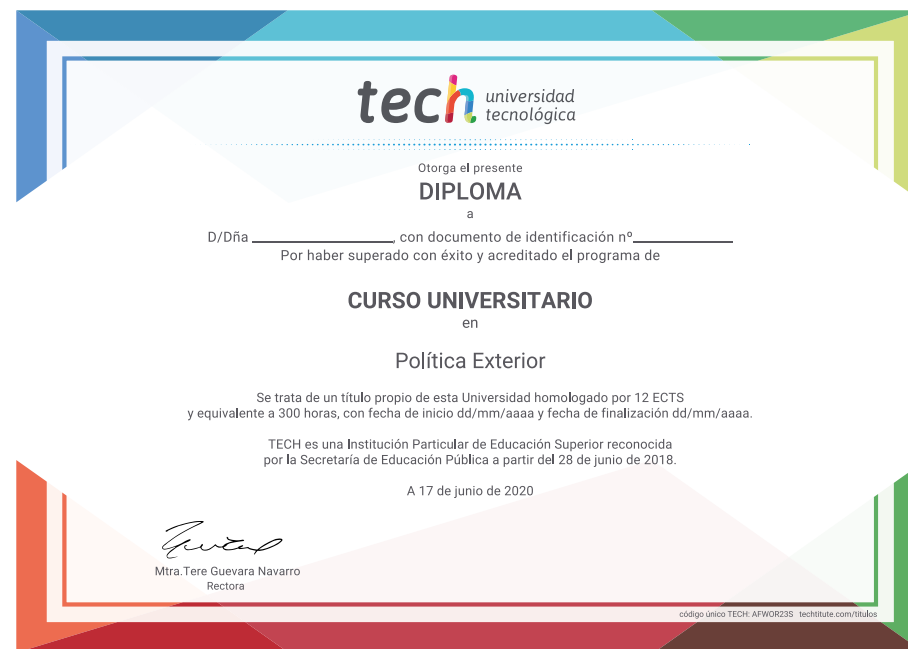 tech universidad
tecnológica
Otorga el presente
DIPLOMA
a
D/Dña ____________________, con documento de identificación nº______________
Por haber superado con éxito y acreditado el programa de
CURSO UNIVERSITARIO
en
Política Exterior
Se trata de un título propio de esta Universidad homologado por 12 ECTS
y equivalente a 300 horas, con fecha de inicio dd/mm/aaaa y fecha de finalización dd/mm/aaaa.
TECH es una Institución Particular de Educación Superior reconocida
por la Secretaría de Educación Pública a partir del 28 de junio de 2018.
A 17 de junio de 2020
Mtra.Tere Guevara Navarro
Rectora
código único TECH: AFWOR23S techtitute.com/titulos